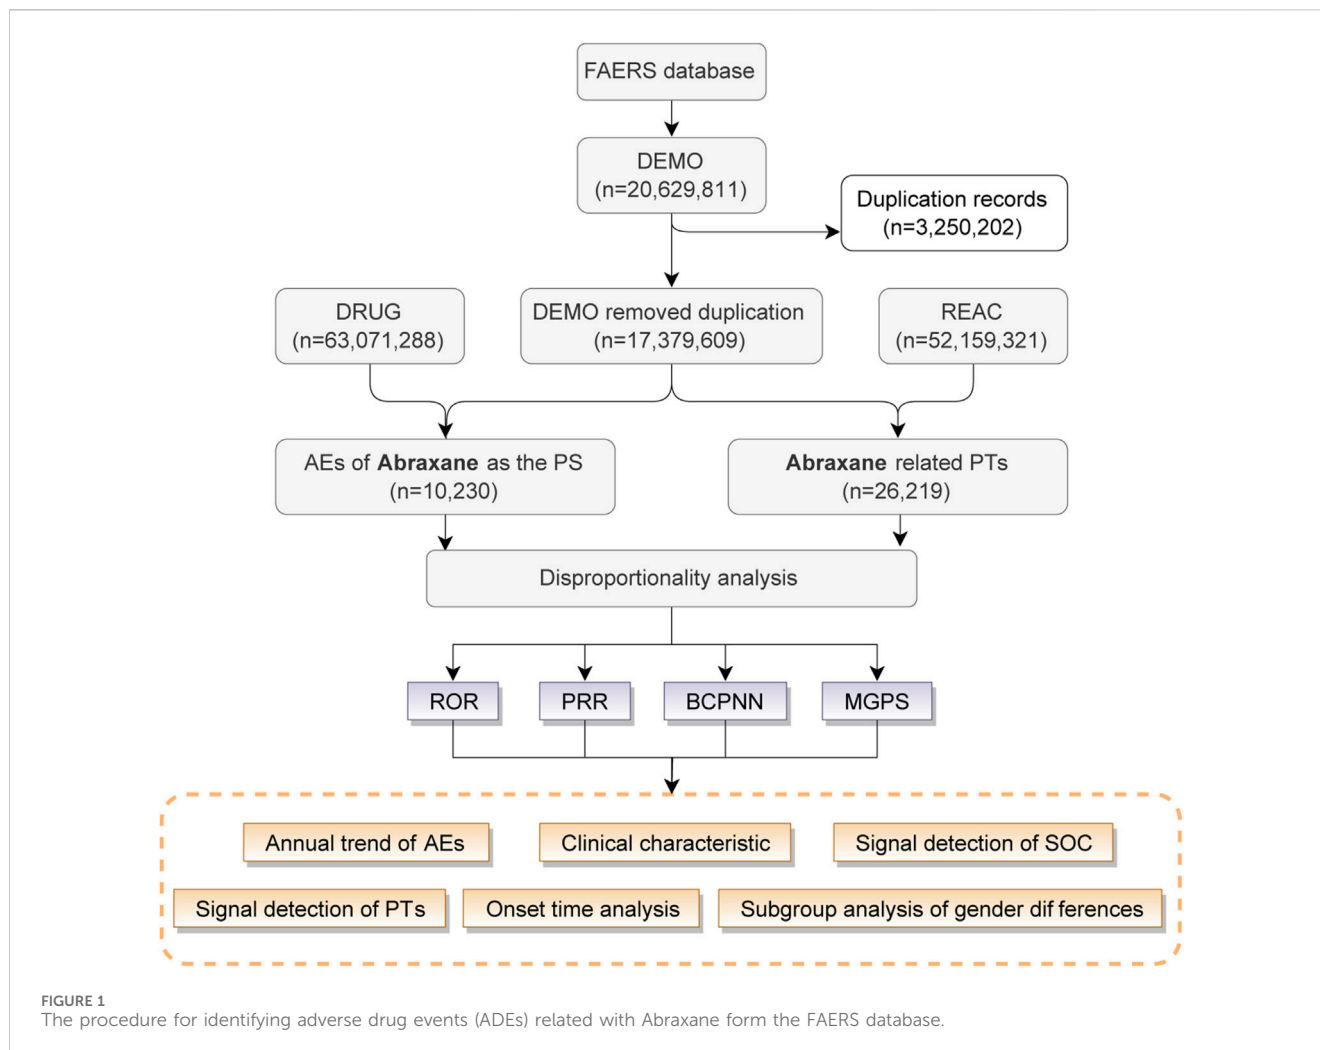 FAERS database
DEMO
(n=20,629,811)
Duplication records
(n=3,250,202)
DRUG
(n=63,071,288)
DEMO removed duplication
(n=17,379,609)
REAC
(n=52,159,321)
AEs of Abraxane as the PS
(n=10,230)
Abraxane related PTs
(n=26,219)
Disproportionality analysis
ROR
PRR
BCPNN
MGPS
Annual trend of AEs
Clinical characteristic
Signal detection of SOC
Signal detection of PTs
Onset time analysis
Subgroup analysis of gender dif ferences
FIGURE 1
The procedure for identifying adverse drug events (ADEs) related with Abraxane form the FAERS database.